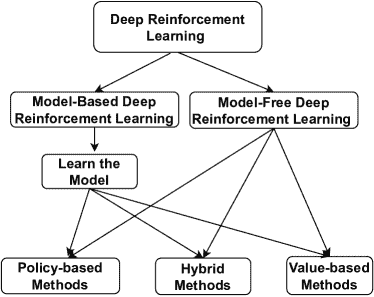 Deep Reinforcement
Learning
Model-Based Deep
Reinforcement Learning
Model-Free Deep
Reinforcement Learning
Learn the
Model
Policy-based
Methods
Hybrid
Methods
Value-based
Methods